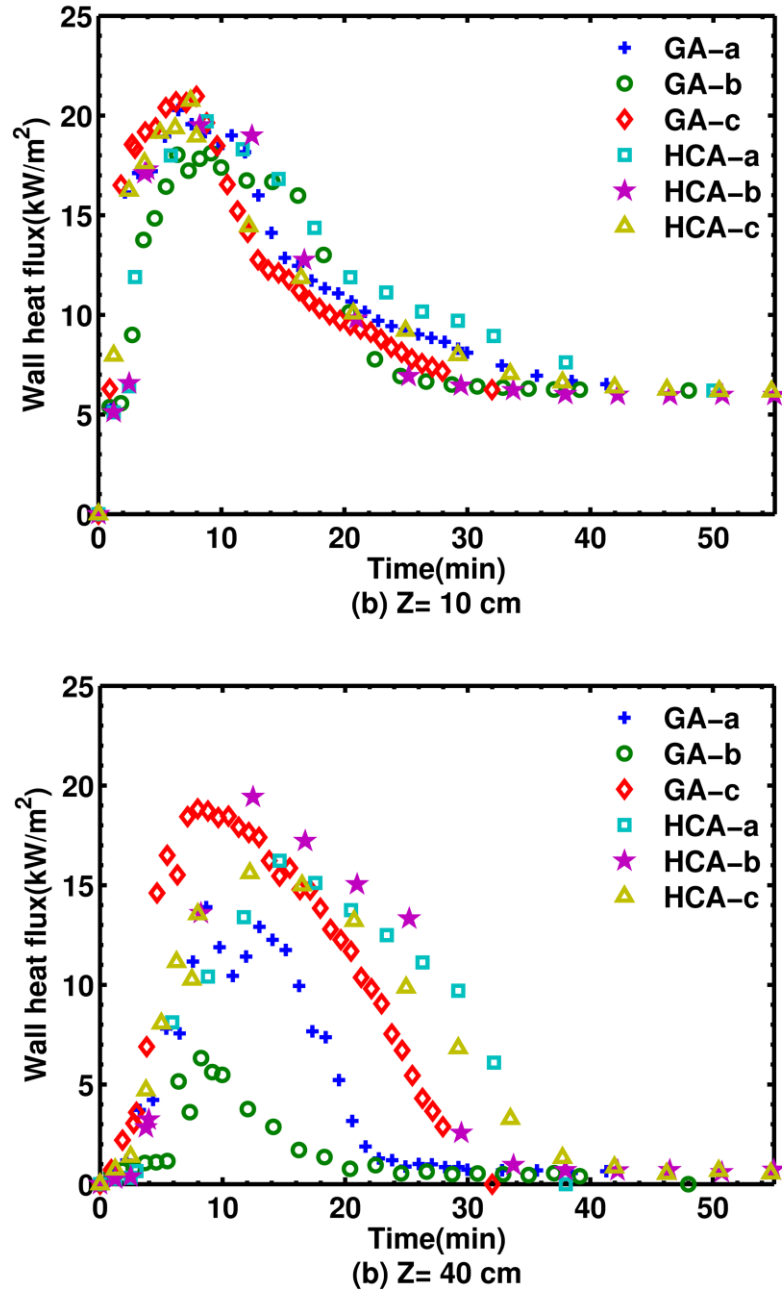 25
20
15
10
5
0
Wall heat flux(kW/m²)
GA−a
GA−b
GA−c
HCA−a
HCA−b
HCA−c
0 10 20 30 40 50
Time(min)
(b) Z= 10 cm
25
20
15
10
5
0
Wall heat flux(kW/m²)
GA−a
GA−b
GA−c
HCA−a
HCA−b
HCA−c
0 10 20 30 40 50
Time(min)
(b) Z= 40 cm